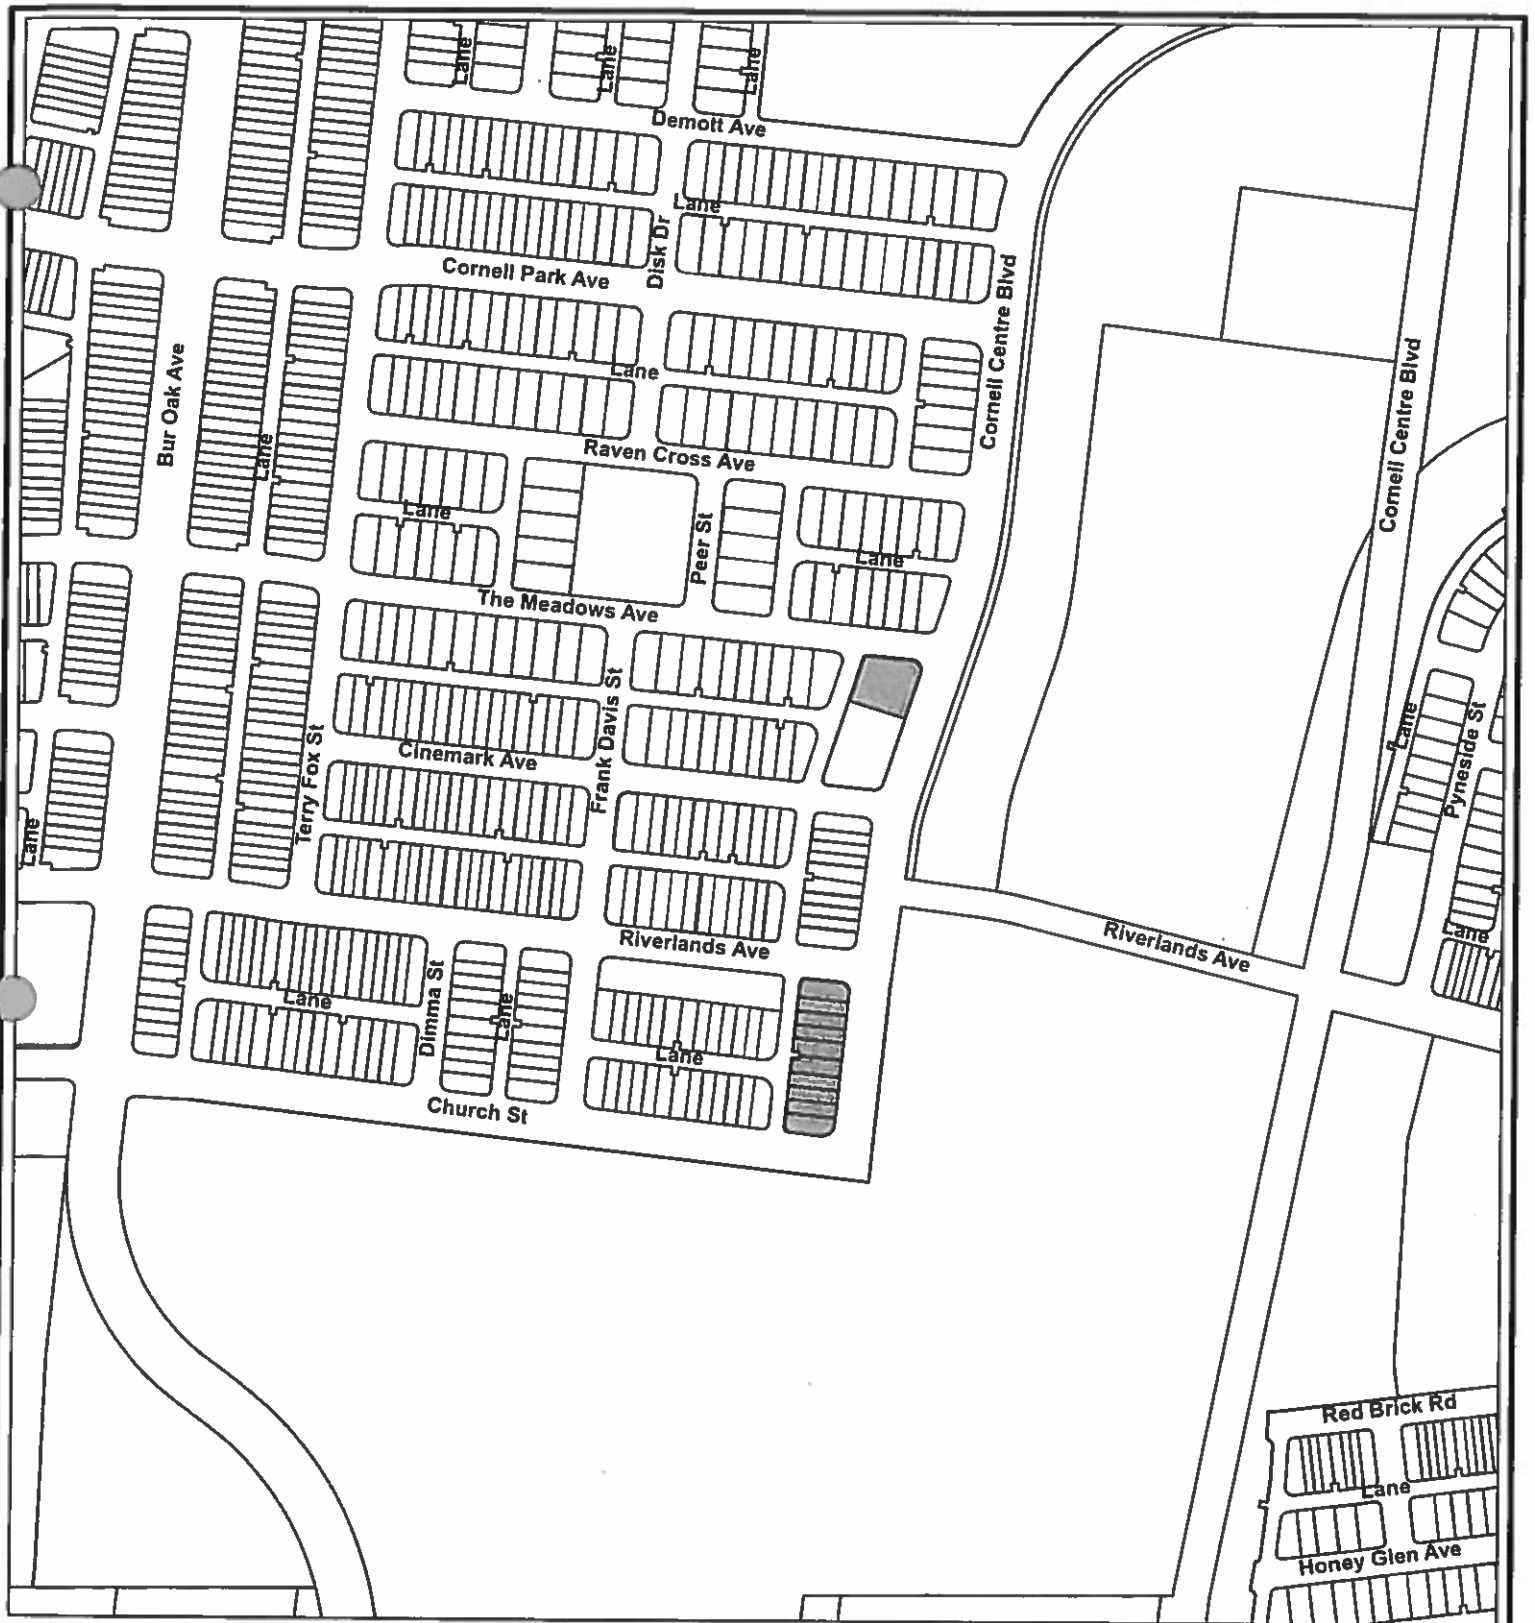 Lane
Lane
Lane
Demott Ave
Lane
Disk Dr
Cornell Park Ave
Cornell Centre Blvd
Bur Oak Ave
Lane
Cornell Centre Blvd
Lane
Raven Cross Ave
Lane
Peer St
Lane
The Meadows Ave
Lane
Pyneside St
Terry Fox St
Frank Davis St
Cinemark Ave
Lane
Riverlands Ave
Riverlands Ave
Lane
Lane
Dimma St
Lane
Lane
Church St
Red Brick Rd
Lane
Honey Glen Ave